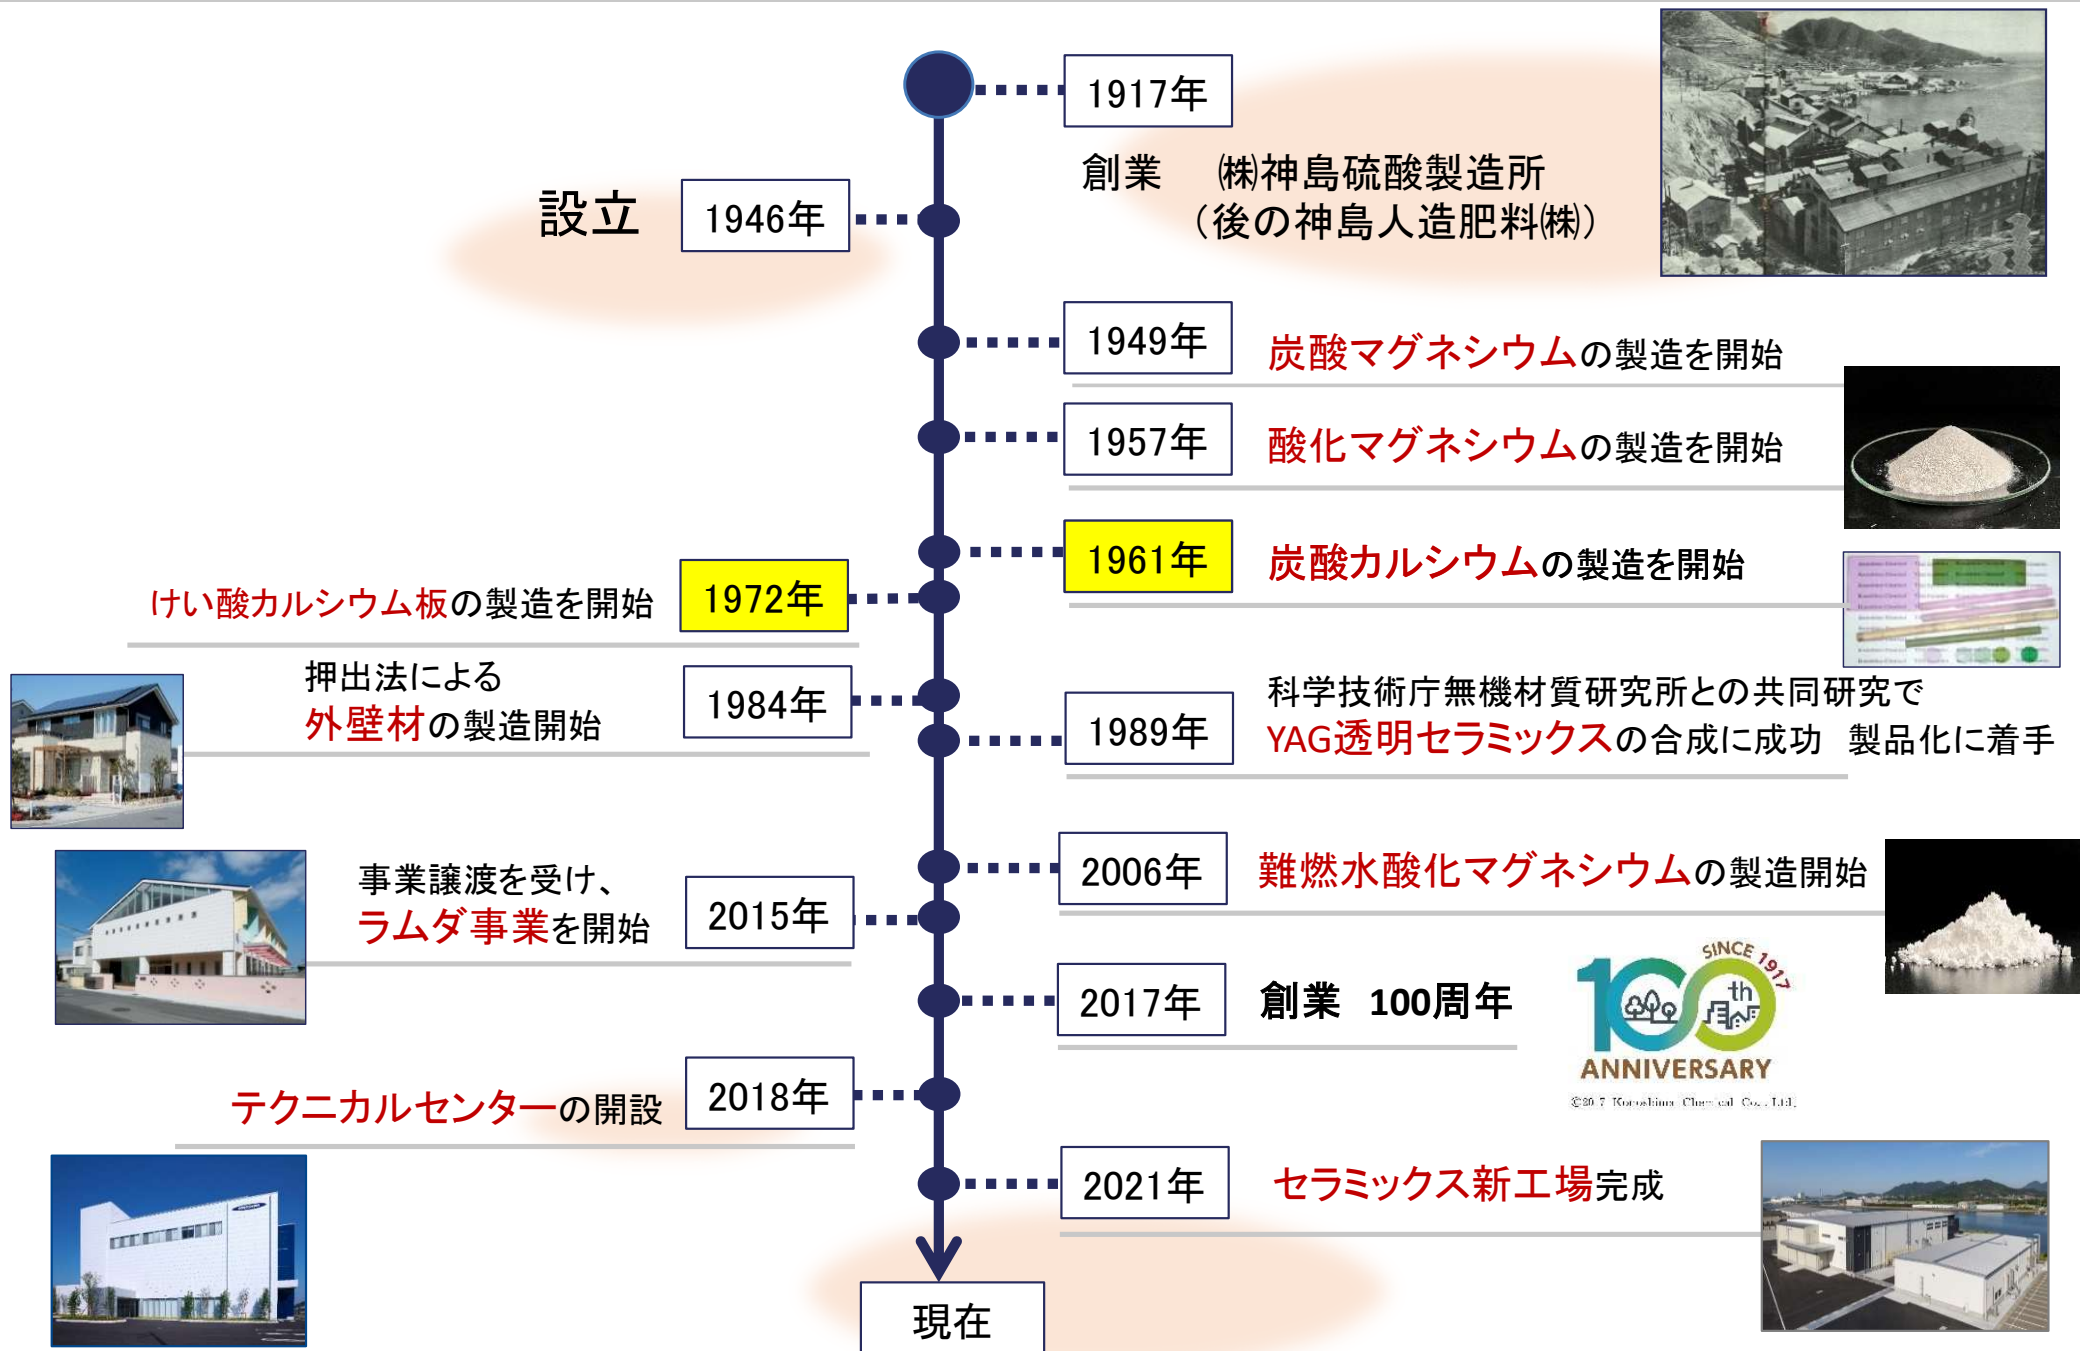 1917年
創業　㈱神島硫酸製造所
（後の神島人造肥料㈱）
設立
1946年
1949年
炭酸マグネシウムの製造を開始
1957年
酸化マグネシウムの製造を開始
1961年
炭酸カルシウムの製造を開始
けい酸カルシウム板の製造を開始
1972年
押出法による
外壁材の製造開始
1984年
1989年
科学技術庁無機材質研究所との共同研究で
YAG透明セラミックスの合成に成功　製品化に着手
2006年
難燃水酸化マグネシウムの製造開始
事業譲渡を受け、
ラムダ事業を開始
2015年
2017年
創業　100周年
SINCE 1917
100th
ANNIVERSARY
テクニカルセンターの開設
2018年
2021年
セラミックス新工場完成
現在